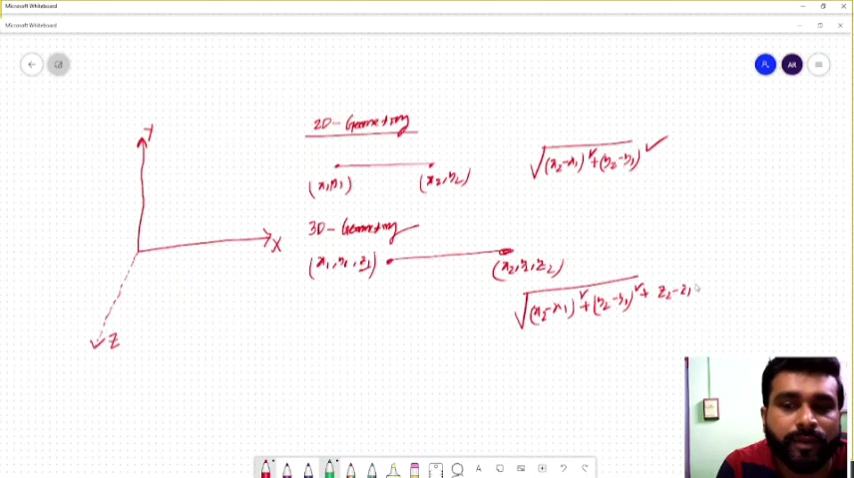 Microsoft Whiteboard
Microsoft Whiteboard
A AR
Y
2D - Geometry
√(x₂-x₁)²+(y₂-y₁)
(x₁,y₁) (x₂,y₂)
3D - Geometry
X
(x₁,y₁,z₁)
(x₂,y₂,z₂)
√(x₂-x₁)²+(y₂-y₁)²+ z₂-z₁
Z
A